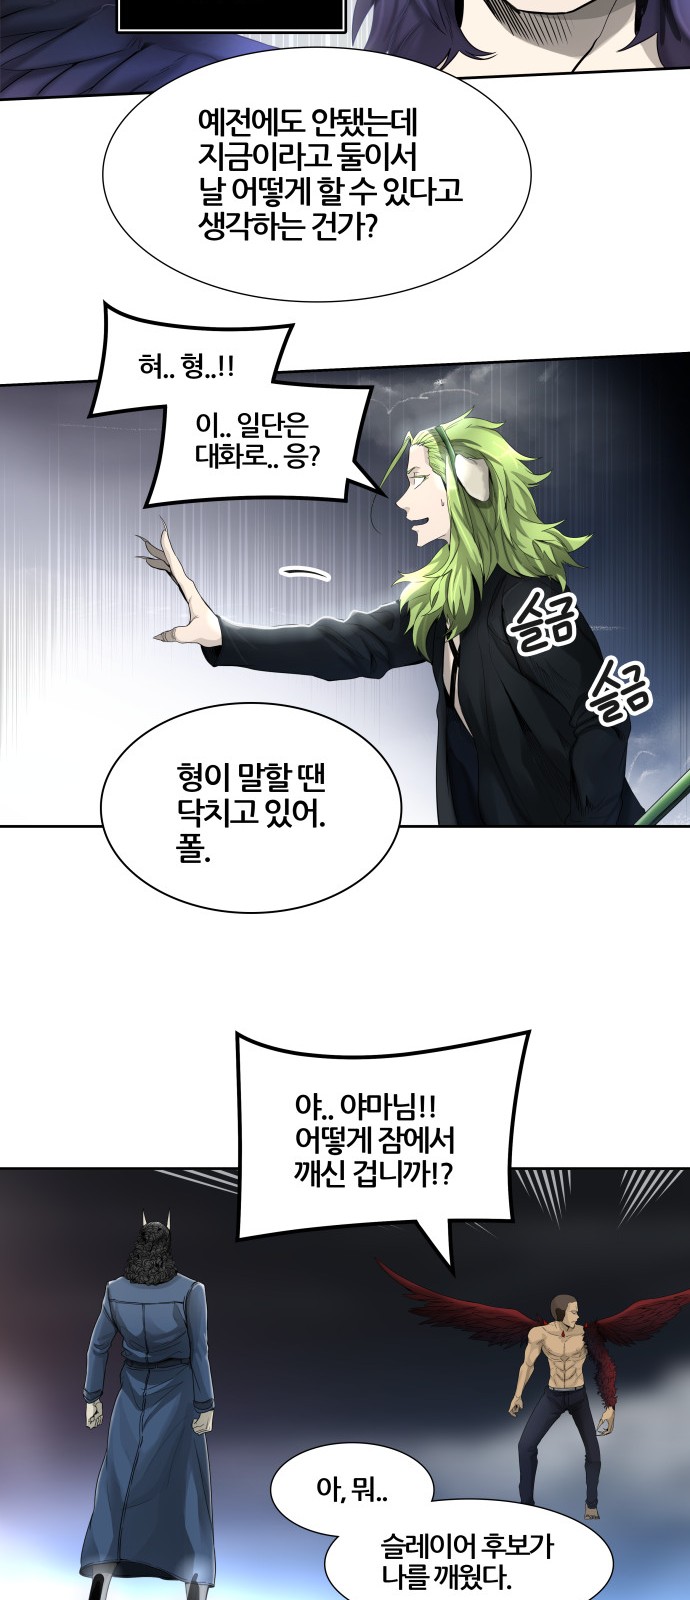 예전에도 안됐는데
지금이라고 둘이서
날 어떻게 할 수 있다고
생각하는 건가?
혀.. 형..!!
이.. 일단은
대화로.. 응?
슬금
슬금
형이 말할 땐
닥치고 있어.
폴.
야.. 야마님!!
어떻게 잠에서
깨신 겁니까!?
아, 뭐..
슬레이어 후보가
나를 깨웠다.